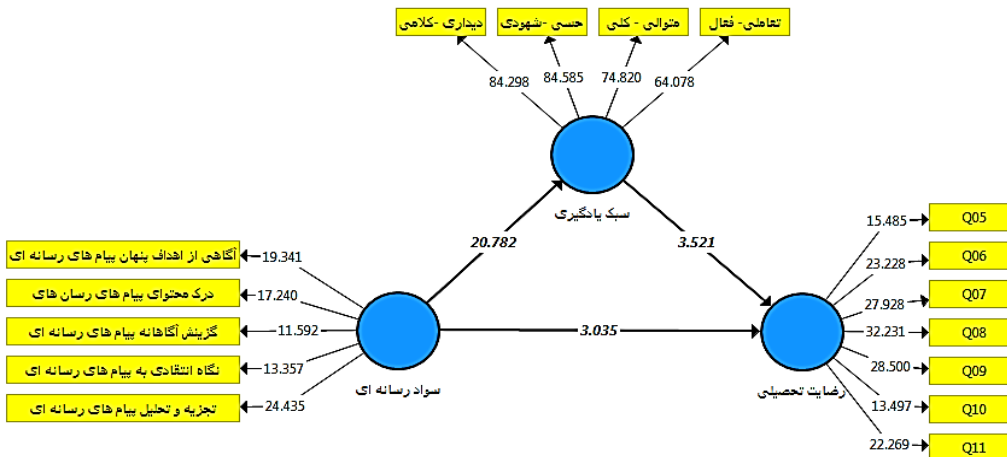 دیداری -کلامی
حسی -شهودی
متوالی - کلی
تعاملی- فعال
84.298
84.585
74.820
64.078
سبک یادگیری
20.782
3.521
3.035
آگاهی از اهداف پنهان پیام های رسانه ای
19.341
درک محتوای پیام های رسان های
17.240
گزینش آگاهانه پیام های رسانه ای
11.592
نگاه انتقادی به پیام های رسانه ای
13.357
تجزیه و تحلیل پیام های رسانه ای
24.435
سواد رسانه ای
رضایت تحصیلی
15.485
Q05
23.228
Q06
27.928
Q07
32.231
Q08
28.500
Q09
13.497
Q10
22.269
Q11